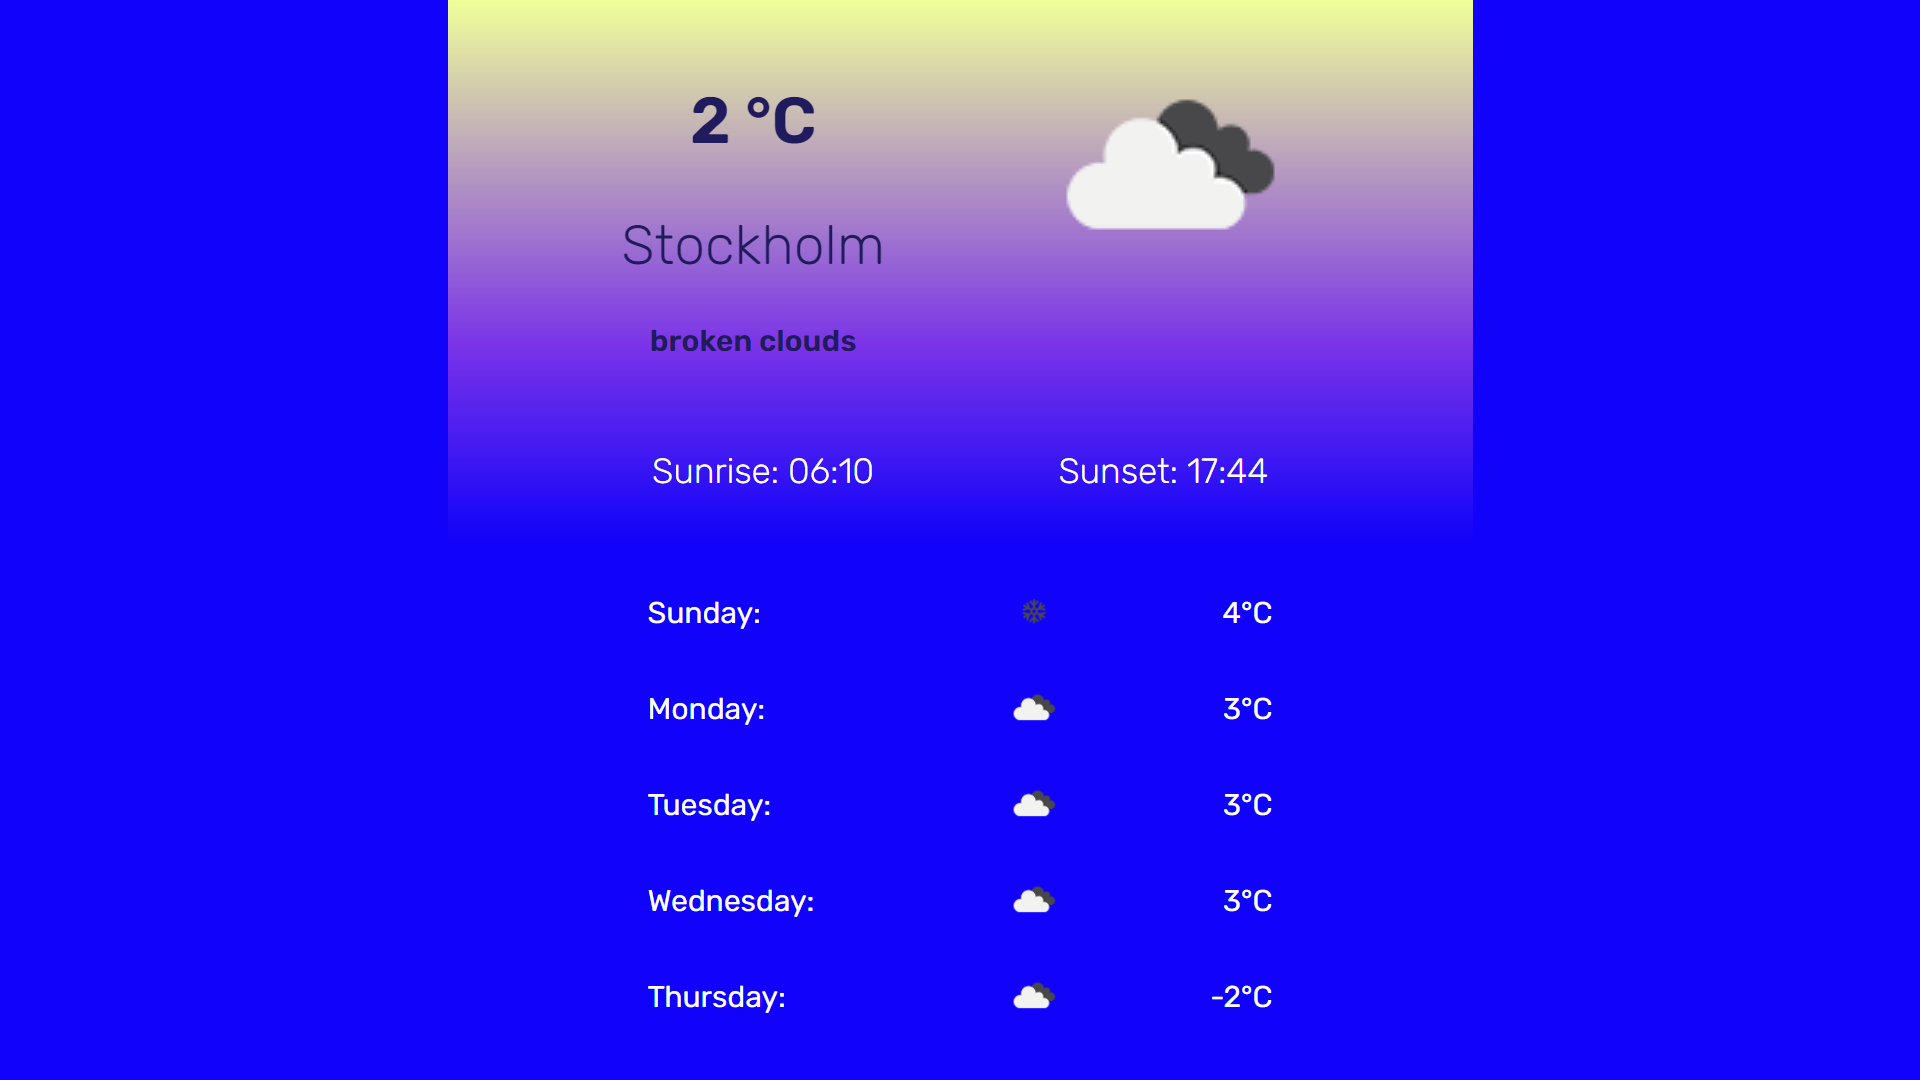 2 °C
Stockholm
broken clouds
Sunrise: 06:10 Sunset: 17:44
Sunday: 4°C
Monday: 3°C
Tuesday: 3°C
Wednesday: 3°C
Thursday: -2°C